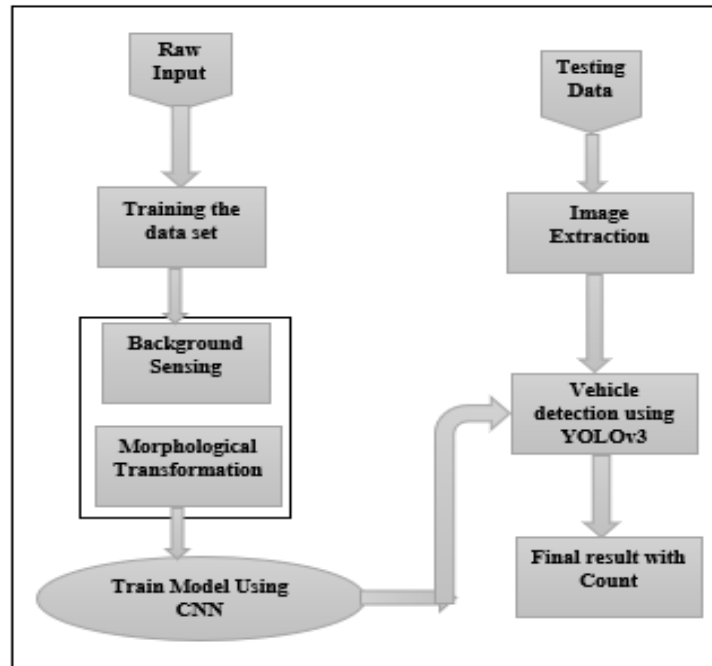 Raw
Input
Training the
data set
Background
Sensing
Morphological
Transformation
Train Model Using
CNN
Testing
Data
Image
Extraction
Vehicle
detection using
YOLOv3
Final result with
Count